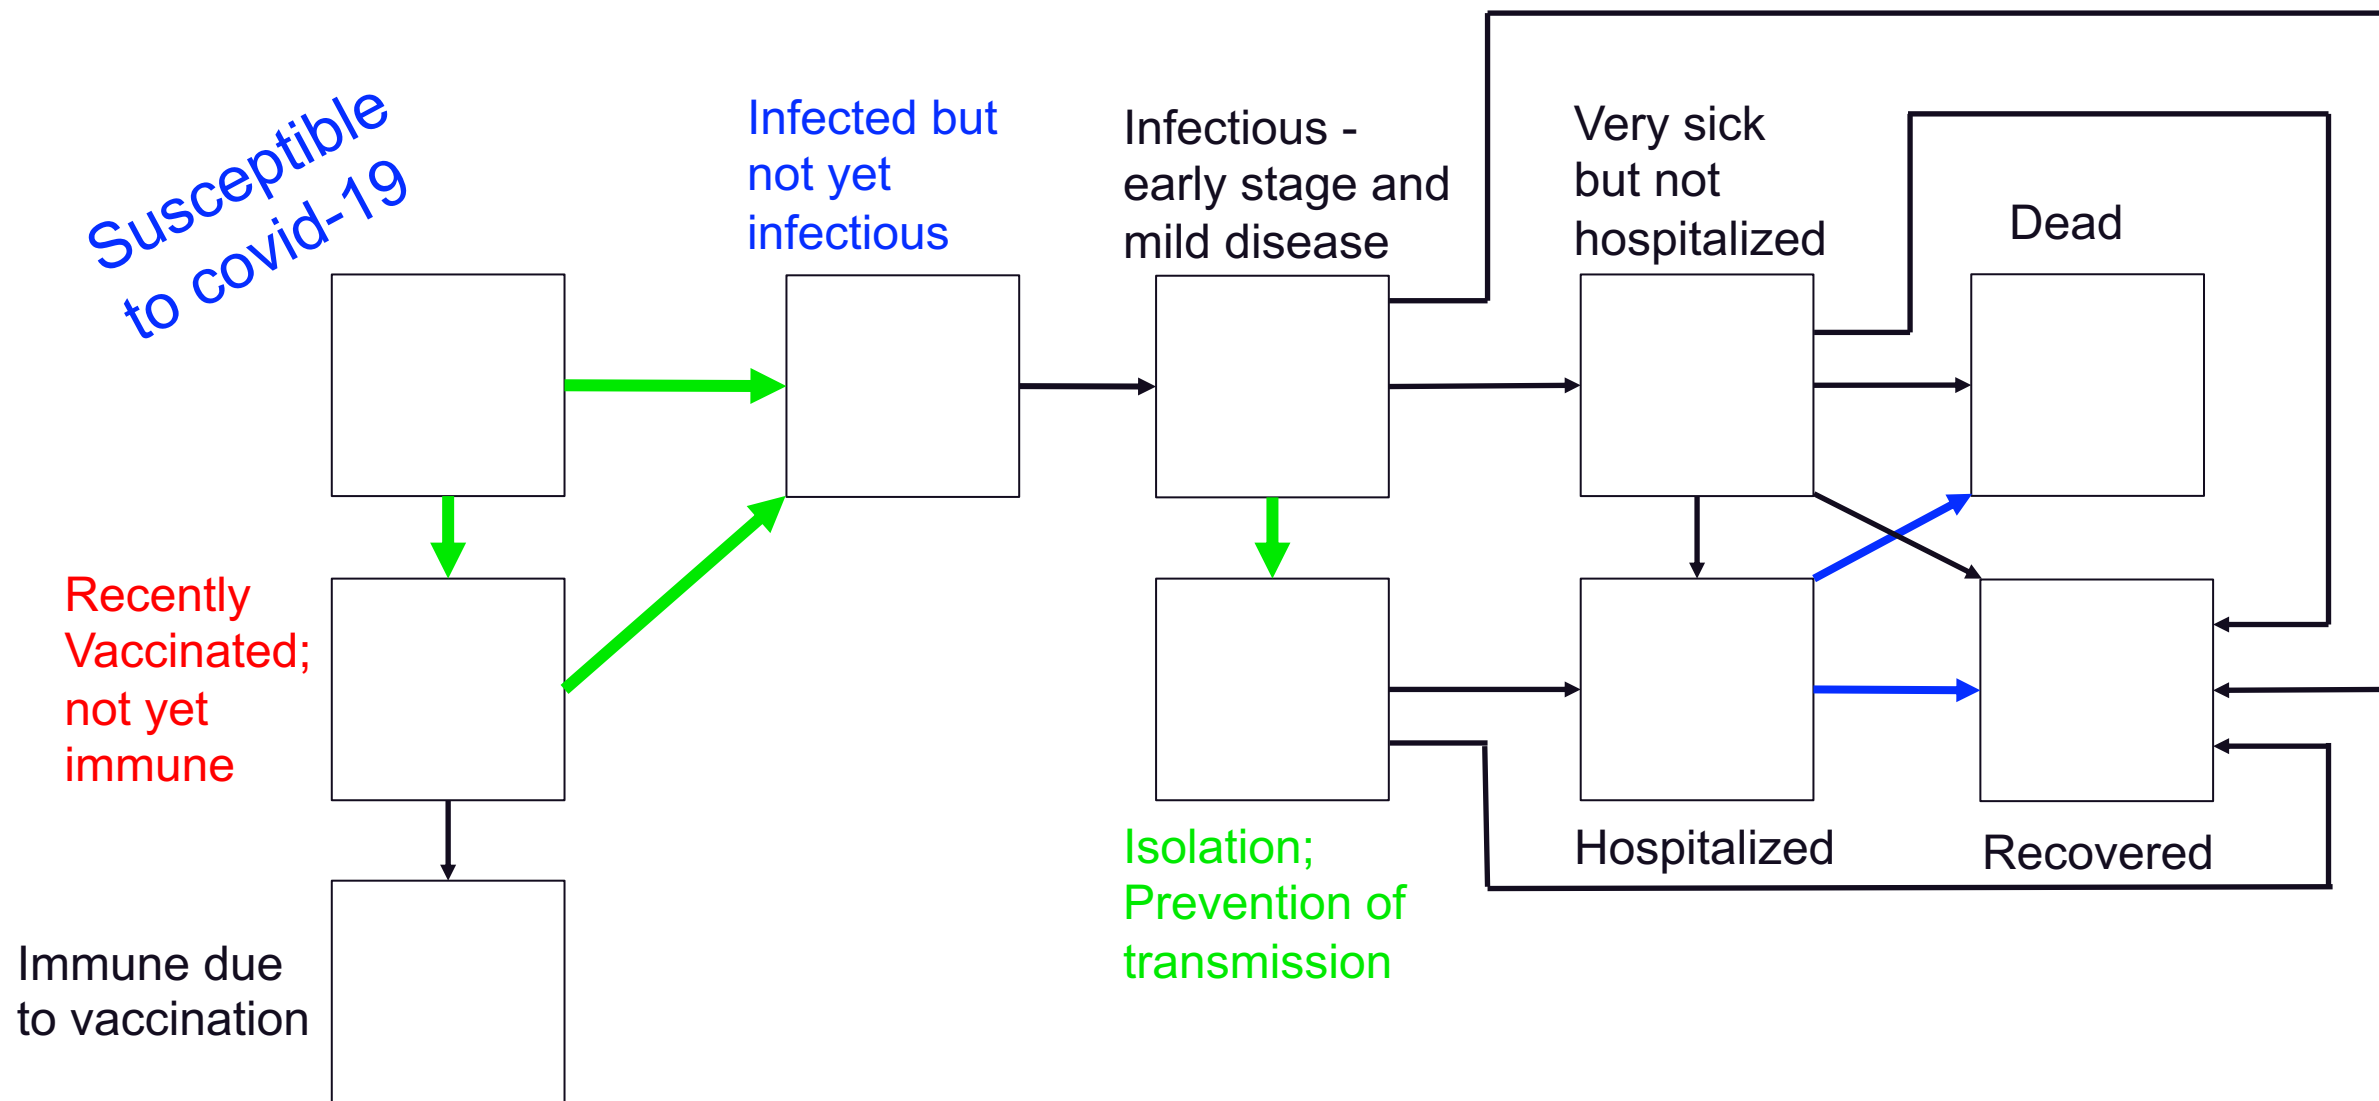 Susceptible
to covid-19
Infected but
not yet
infectious
Infectious -
early stage and
mild disease
Very sick
but not
hospitalized
Dead
Recently
Vaccinated;
not yet
immune
Isolation;
Prevention of
transmission
Hospitalized
Recovered
Immune due
to vaccination